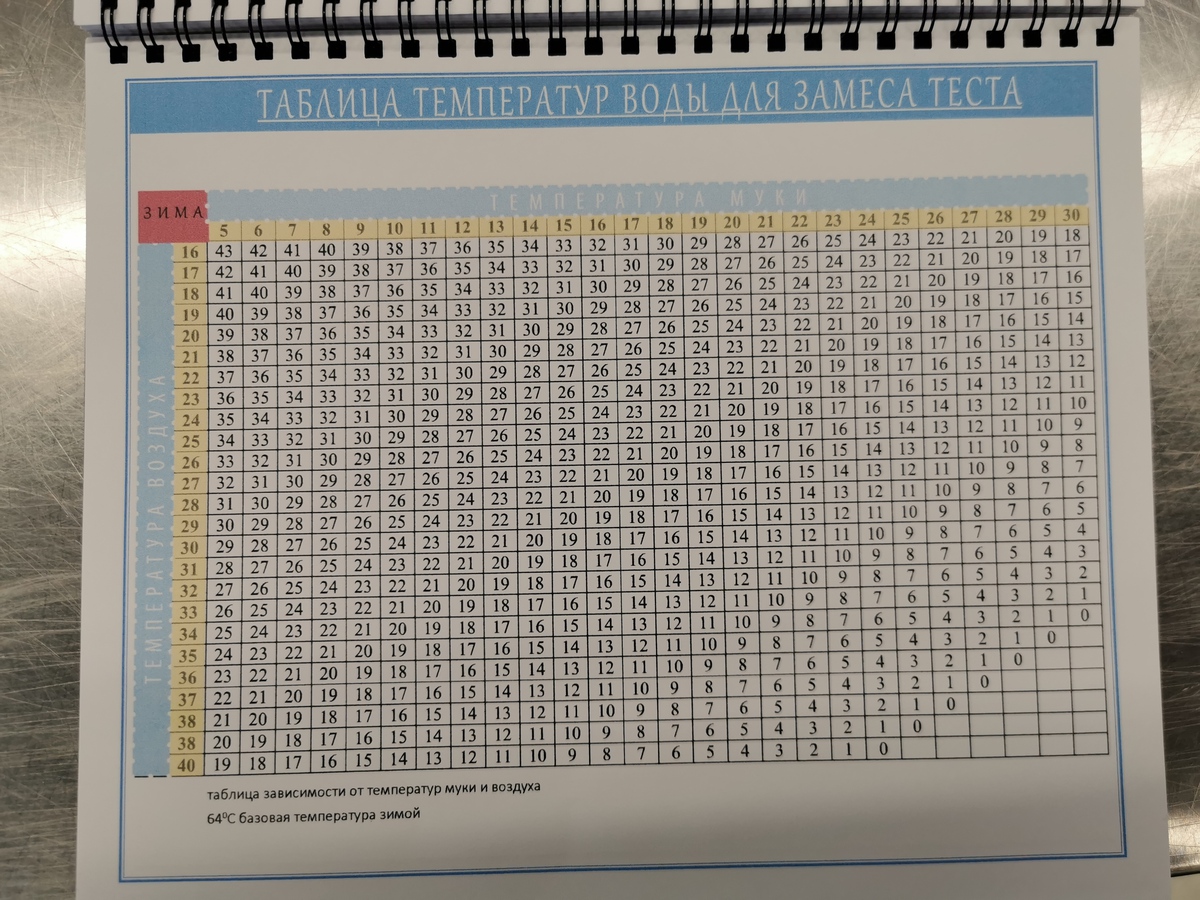 ТАБЛИЦА ТЕМПЕРАТУР ВОДЫ ДЛЯ ЗАМЕСА ТЕСТА
ЗИМА
ТЕМПЕРАТУРА МУКИ
5 6 7 8 9 10 11 12 13 14 15 16 17 18 19 20 21 22 23 24 25 26 27 28 29 30
ТЕМПЕРАТУРА ВОЗДУХА
16 43 42 41 40 39 38 37 36 35 34 33 32 31 30 29 28 27 26 25 24 23 22 21 20 19 18
17 42 41 40 39 38 37 36 35 34 33 32 31 30 29 28 27 26 25 24 23 22 21 20 19 18 17
18 41 40 39 38 37 36 35 34 33 32 31 30 29 28 27 26 25 24 23 22 21 20 19 18 17 16
19 40 39 38 37 36 35 34 33 32 31 30 29 28 27 26 25 24 23 22 21 20 19 18 17 16 15
20 39 38 37 36 35 34 33 32 31 30 29 28 27 26 25 24 23 22 21 20 19 18 17 16 15 14
21 38 37 36 35 34 33 32 31 30 29 28 27 26 25 24 23 22 21 20 19 18 17 16 15 14 13
22 37 36 35 34 33 32 31 30 29 28 27 26 25 24 23 22 21 20 19 18 17 16 15 14 13 12
23 36 35 34 33 32 31 30 29 28 27 26 25 24 23 22 21 20 19 18 17 16 15 14 13 12 11
24 35 34 33 32 31 30 29 28 27 26 25 24 23 22 21 20 19 18 17 16 15 14 13 12 11 10
25 34 33 32 31 30 29 28 27 26 25 24 23 22 21 20 19 18 17 16 15 14 13 12 11 10 9
26 33 32 31 30 29 28 27 26 25 24 23 22 21 20 19 18 17 16 15 14 13 12 11 10 9 8
27 32 31 30 29 28 27 26 25 24 23 22 21 20 19 18 17 16 15 14 13 12 11 10 9 8 7
28 31 30 29 28 27 26 25 24 23 22 21 20 19 18 17 16 15 14 13 12 11 10 9 8 7 6
29 30 29 28 27 26 25 24 23 22 21 20 19 18 17 16 15 14 13 12 11 10 9 8 7 6 5
30 29 28 27 26 25 24 23 22 21 20 19 18 17 16 15 14 13 12 11 10 9 8 7 6 5 4
31 28 27 26 25 24 23 22 21 20 19 18 17 16 15 14 13 12 11 10 9 8 7 6 5 4 3
32 27 26 25 24 23 22 21 20 19 18 17 16 15 14 13 12 11 10 9 8 7 6 5 4 3 2
33 26 25 24 23 22 21 20 19 18 17 16 15 14 13 12 11 10 9 8 7 6 5 4 3 2 1
34 25 24 23 22 21 20 19 18 17 16 15 14 13 12 11 10 9 8 7 6 5 4 3 2 1 0
35 24 23 22 21 20 19 18 17 16 15 14 13 12 11 10 9 8 7 6 5 4 3 2 1 0
36 23 22 21 20 19 18 17 16 15 14 13 12 11 10 9 8 7 6 5 4 3 2 1 0
37 22 21 20 19 18 17 16 15 14 13 12 11 10 9 8 7 6 5 4 3 2 1 0
38 21 20 19 18 17 16 15 14 13 12 11 10 9 8 7 6 5 4 3 2 1 0
38 20 19 18 17 16 15 14 13 12 11 10 9 8 7 6 5 4 3 2 1 0
40 19 18 17 16 15 14 13 12 11 10 9 8 7 6 5 4 3 2 1 0
таблица зависимости от температур муки и воздуха
64⁰С базовая температура зимой